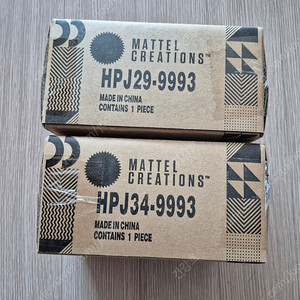 MATTEL
CREATIONS™
HPJ29-9993
MADE IN CHINA
CONTAINS 1 PIECE
MATTEL
CREATIONS™
HPJ34-9993
MADE IN CHINA
CONTAINS 1 PIECE